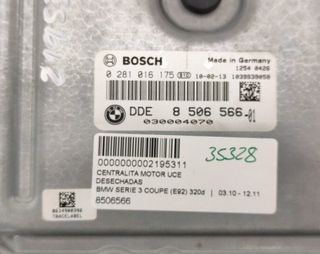 BOSCH
Made in Germany
1254 0426
0 281 016 175 10-02-13 1039S39050
DDE 8 506 566-01
030004070
35328
0000000002195311
CENTRALITA MOTOR UCE
DESECHADAS
BMW SERIE 3 COUPE (E92) 320d | 03.10 - 12.11
8506566